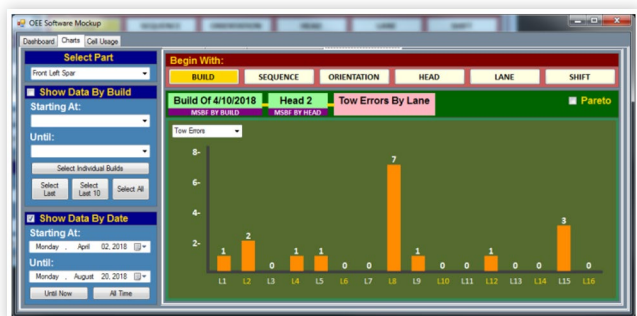 OEE Software Mockup
Dashboard Charts Cell Usage
Select Part
Front Left Spar
Show Data By Build
Starting At:
Until:
Select Individual Builds
Select Last
Select Last 10
Select All
Show Data By Date
Starting At:
Monday , April 02, 2018
Until:
Monday , August 20, 2018
Until Now All Time
Begin With:
BUILD SEQUENCE ORIENTATION HEAD LANE SHIFT
Build Of 4/10/2018 Head 2 Tow Errors By Lane Pareto
MSBF BY BUILD MSBF BY HEAD
Tow Errors
8-
6-
4-
2-
1 2 0 1 1 0 0 7 1 0 0 1 0 0 3 0
L1 L2 L3 L4 L5 L6 L7 L8 L9 L10 L11 L12 L13 L14 L15 L16